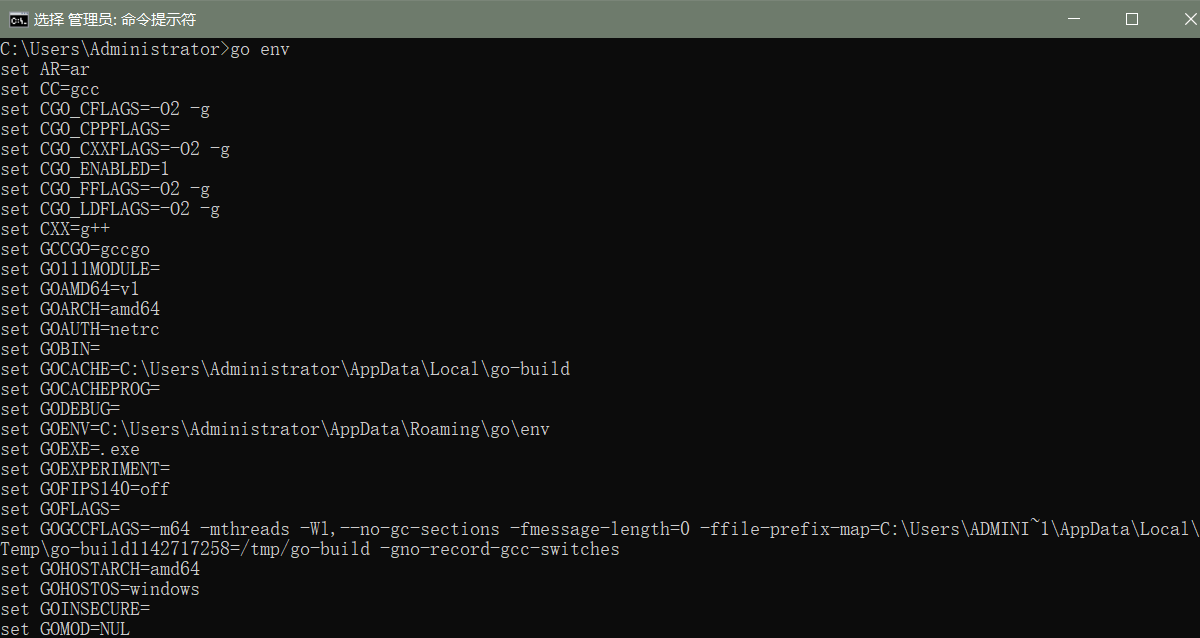 选择 管理员: 命令提示符
C:\Users\Administrator>go env
set AR=ar
set CC=gcc
set CGO_CFLAGS=-O2 -g
set CGO_CPPFLAGS=
set CGO_CXXFLAGS=-O2 -g
set CGO_ENABLED=1
set CGO_FFLAGS=-O2 -g
set CGO_LDFLAGS=-O2 -g
set CXX=g++
set GCCGO=gccgo
set GO111MODULE=
set GOAMD64=v1
set GOARCH=amd64
set GOAUTH=netrc
set GOBIN=
set GOCACHE=C:\Users\Administrator\AppData\Local\go-build
set GOCACHEPROG=
set GODEBUG=
set GOENV=C:\Users\Administrator\AppData\Roaming\go\env
set GOEXE=.exe
set GOEXPERIMENT=
set GOFIPS140=off
set GOFLAGS=
set GOGCCFLAGS=-m64 -mthreads -Wl,--no-gc-sections -fmessage-length=0 -ffile-prefix-map=C:\Users\ADMINI~1\AppData\Local\
Temp\go-build1142717258=/tmp/go-build -gno-record-gcc-switches
set GOHOSTARCH=amd64
set GOHOSTOS=windows
set GOINSECURE=
set GOMOD=NUL